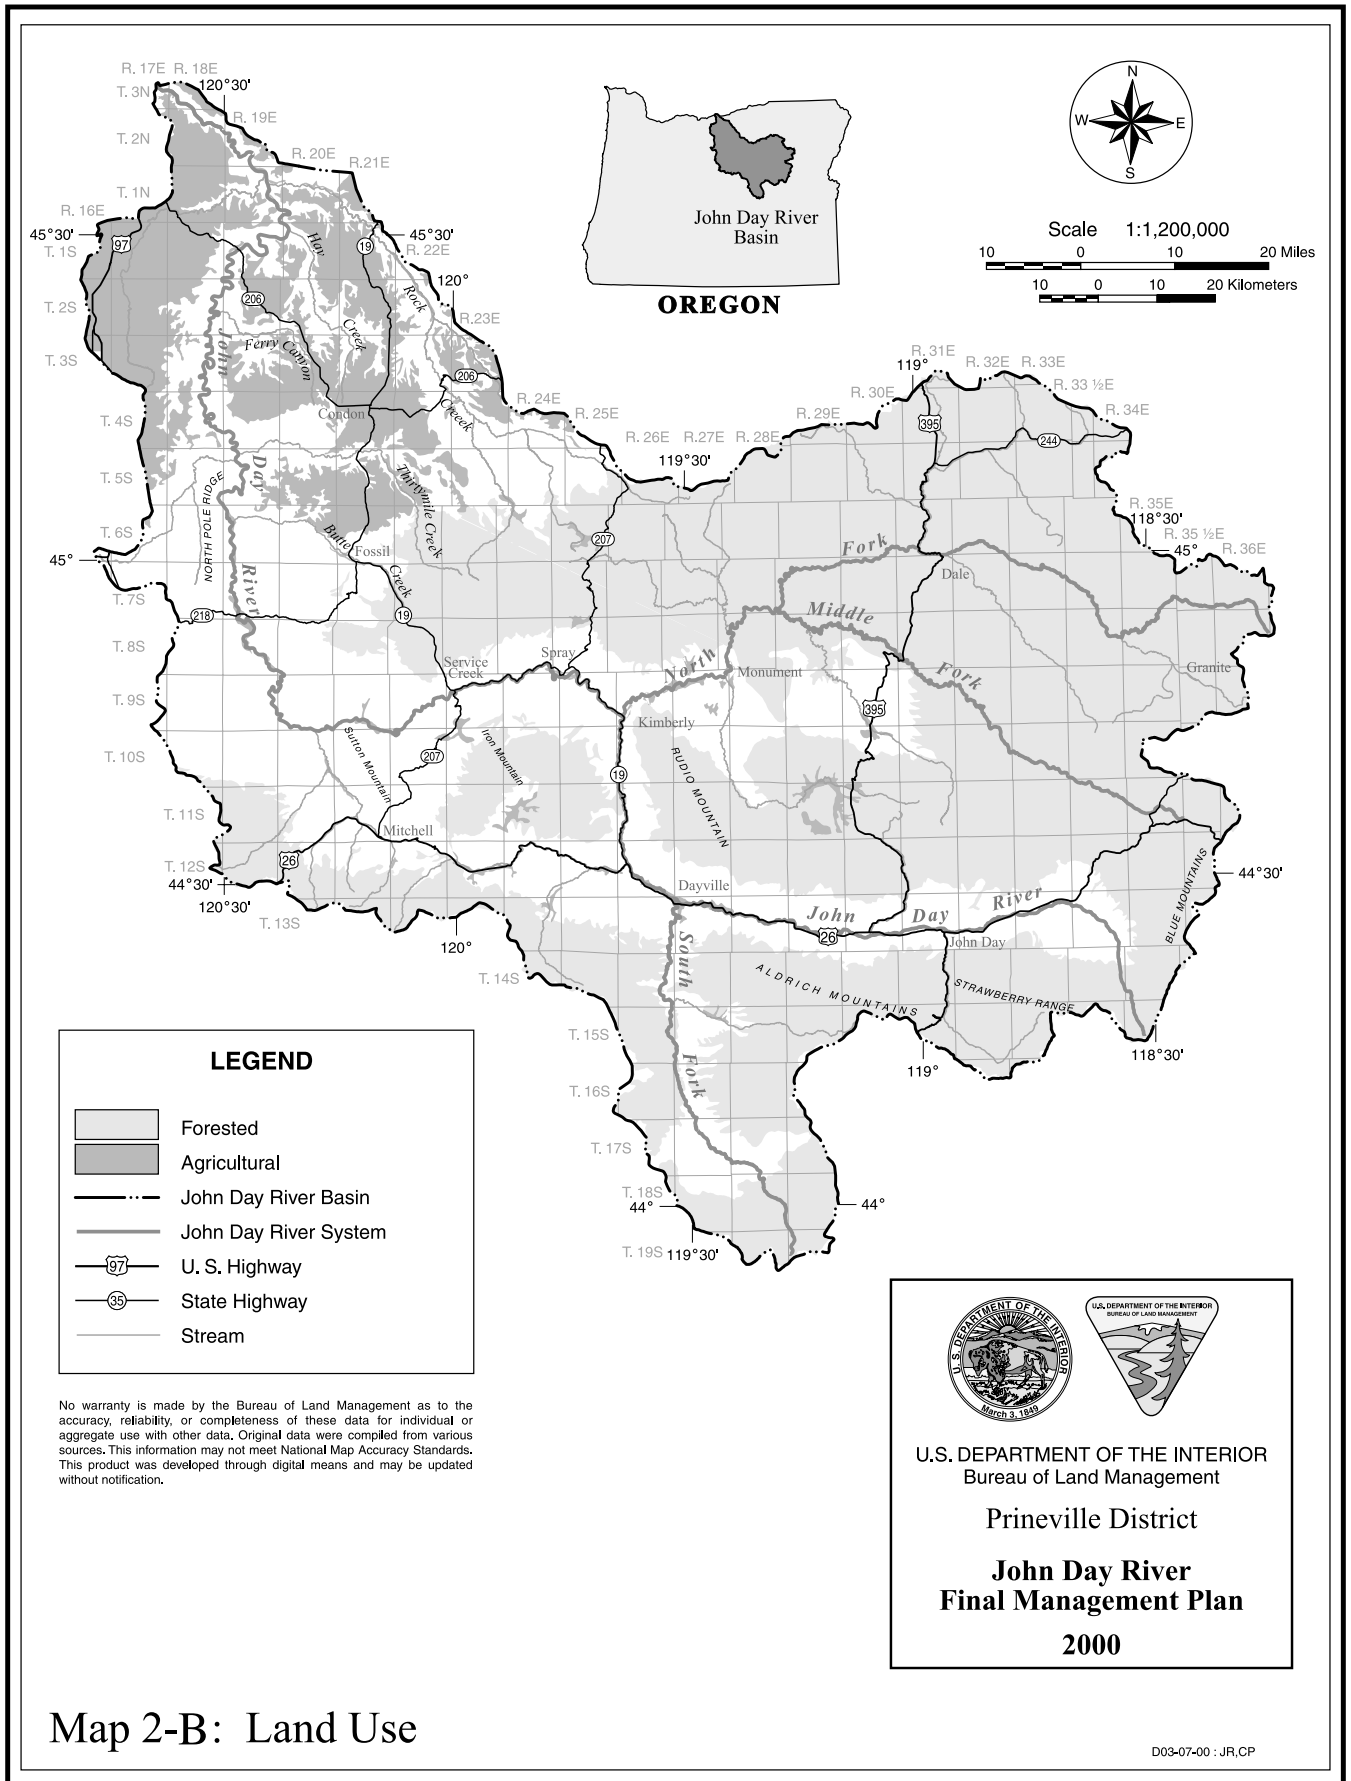 R. 17E R. 18E
120°30'
T. 3N
R. 19E
T. 2N
R. 20E
R.21E
T. 1N
R. 16E
45°30'
97
19
45°30'
T. 1S
R. 22E
Hay
120°
206
Rock
T. 2S
R.23E
John
Ferry
Canyon
Creek
T. 3S
206
Creeek
R. 24E
Condon
R. 25E
T. 4S
R. 26E
R.27E
R. 28E
119°30'
R. 29E
R. 30E
R. 31E
119°
R. 32E
R. 33E
R. 33 ½E
R. 34E
395
244
Day
T. 5S
NORTH POLE RIDGE
Thirtymile Creek
R. 35E
118°30'
T. 6S
Butte
Fossil
207
Fork
R. 35 ½E
45°
R. 36E
45°
Dale
River
Creek
T. 7S
218
19
Middle
T. 8S
Service
Creek
Spray
North
Monument
Fork
Granite
T. 9S
Kimberly
395
Sutton Mountain
Iron Mountain
T. 10S
207
RUDIO MOUNTAIN
19
T. 11S
Mitchell
T. 12S
26
44°30'
120°30'
Dayville
BLUE MOUNTAINS
44°30'
T. 13S
John
Day
River
26
120°
South
John Day
T. 14S
ALDRICH MOUNTAINS
STRAWBERRY RANGE
T. 15S
118°30'
119°
Fork
T. 16S
T. 17S
T. 18S
44°
44°
T. 19S
119°30'
John Day River
Basin
OREGON
N
W
E
S
Scale 1:1,200,000
10 0 10 20 Miles
10 0 10 20 Kilometers
LEGEND
Forested
Agricultural
John Day River Basin
John Day River System
97 U. S. Highway
35 State Highway
Stream
No warranty is made by the Bureau of Land Management as to the
accuracy, reliability, or completeness of these data for individual or
aggregate use with other data. Original data were compiled from various
sources. This information may not meet National Map Accuracy Standards.
This product was developed through digital means and may be updated
without notification.
U. S. DEPARTMENT OF THE INTERIOR
March 3, 1849
U.S. DEPARTMENT OF THE INTERIOR
BUREAU OF LAND MANAGEMENT
U.S. DEPARTMENT OF THE INTERIOR
Bureau of Land Management
Prineville District
John Day River
Final Management Plan
2000
Map 2-B: Land Use
D03-07-00 : JR,CP